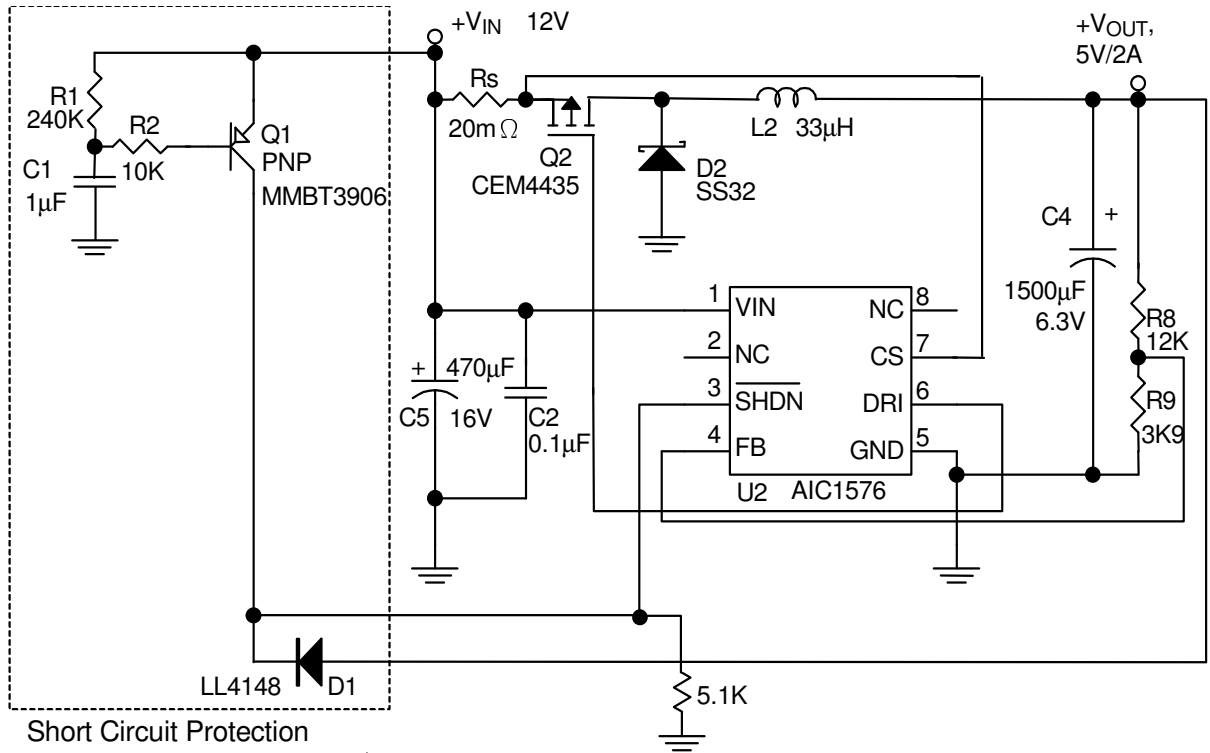 +VIN 12V
+VOUT,
5V/2A
Rs
20mΩ
R1
240K
R2
10K
Q1
PNP
MMBT3906
C1
1μF
Q2
CEM4435
D2
SS32
L2 33μH
C4 +
1500μF
6.3V
R8
12K
R9
3K9
1 VIN
2 NC
3 SHDN
4 FB
NC 8
CS 7
DRI 6
GND 5
U2 AIC1576
+ 470μF
C5 16V
C2
0.1μF
LL4148 D1
5.1K
Short Circuit Protection